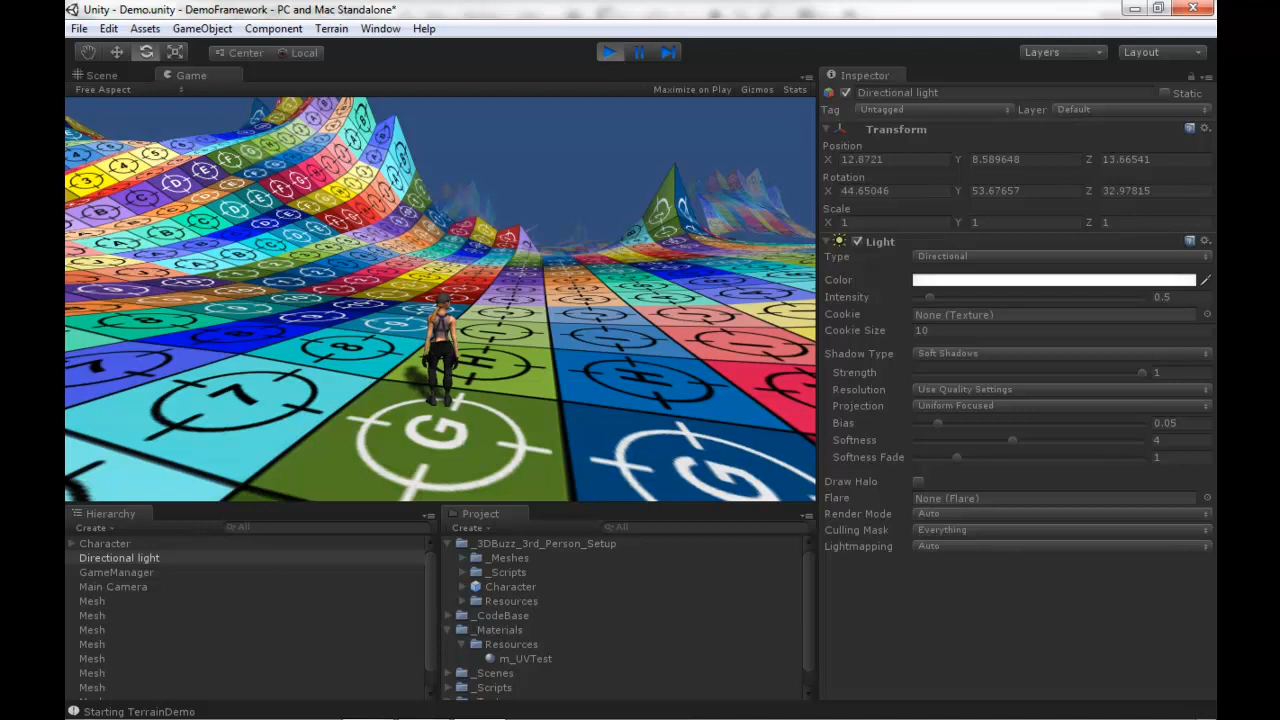 Unity - Demo.unity - DemoFramework - PC and Mac Standalone*
File Edit Assets GameObject Component Terrain Window Help
Center Local Layers Layout
Scene Game Inspector
Free Aspect Maximize on Play Gizmos Stats
Directional light Static
Tag Untagged Layer Default
Transform
Position
X 12.8721 Y 8.589648 Z 13.66541
Rotation
X 44.65046 Y 53.67657 Z 32.97815
Scale
X 1 Y 1 Z 1
Light
Type Directional
Color
Intensity 0.5
Cookie None (Texture)
Cookie Size 10
Shadow Type Soft Shadows
Strength 1
Resolution Use Quality Settings
Projection Uniform Focused
Bias 0.05
Softness 4
Softness Fade 1
Draw Halo
Flare None (Flare)
Render Mode Auto
Culling Mask Everything
Lightmapping Auto
7 8 H H I
7 G G
Hierarchy
Create All
Character
Directional light
GameManager
Main Camera
Mesh
Mesh
Mesh
Mesh
Mesh
Mesh
Mesh
Project
Create All
_3DBuzz_3rd_Person_Setup
_Meshes
_Scripts
Character
Resources
_CodeBase
_Materials
Resources
m_UVTest
_Scenes
_Scripts
Starting TerrainDemo